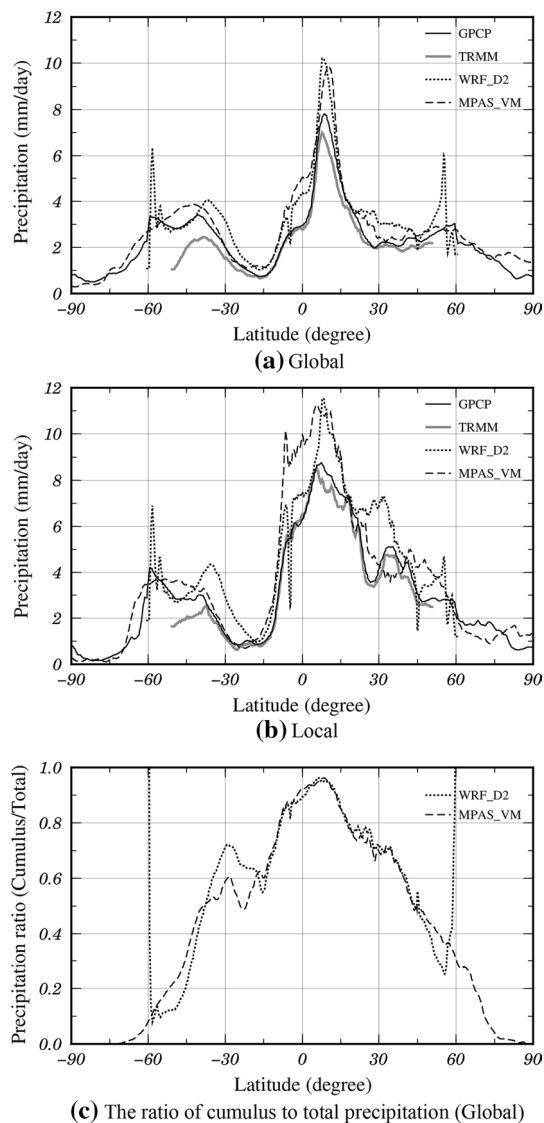 12
10
8
6
4
2
0
Precipitation (mm/day)
GPCP
TRMM
WRF_D2
MPAS_VM
−90 −60 −30 0 30 60 90
Latitude (degree)
(a) Global
12
10
8
6
4
2
0
Precipitation (mm/day)
GPCP
TRMM
WRF_D2
MPAS_VM
−90 −60 −30 0 30 60 90
Latitude (degree)
(b) Local
1.0
0.8
0.6
0.4
0.2
0.0
Precipitation ratio (Cumulus/Total)
WRF_D2
MPAS_VM
−90 −60 −30 0 30 60 90
Latitude (degree)
(c) The ratio of cumulus to total precipitation (Global)